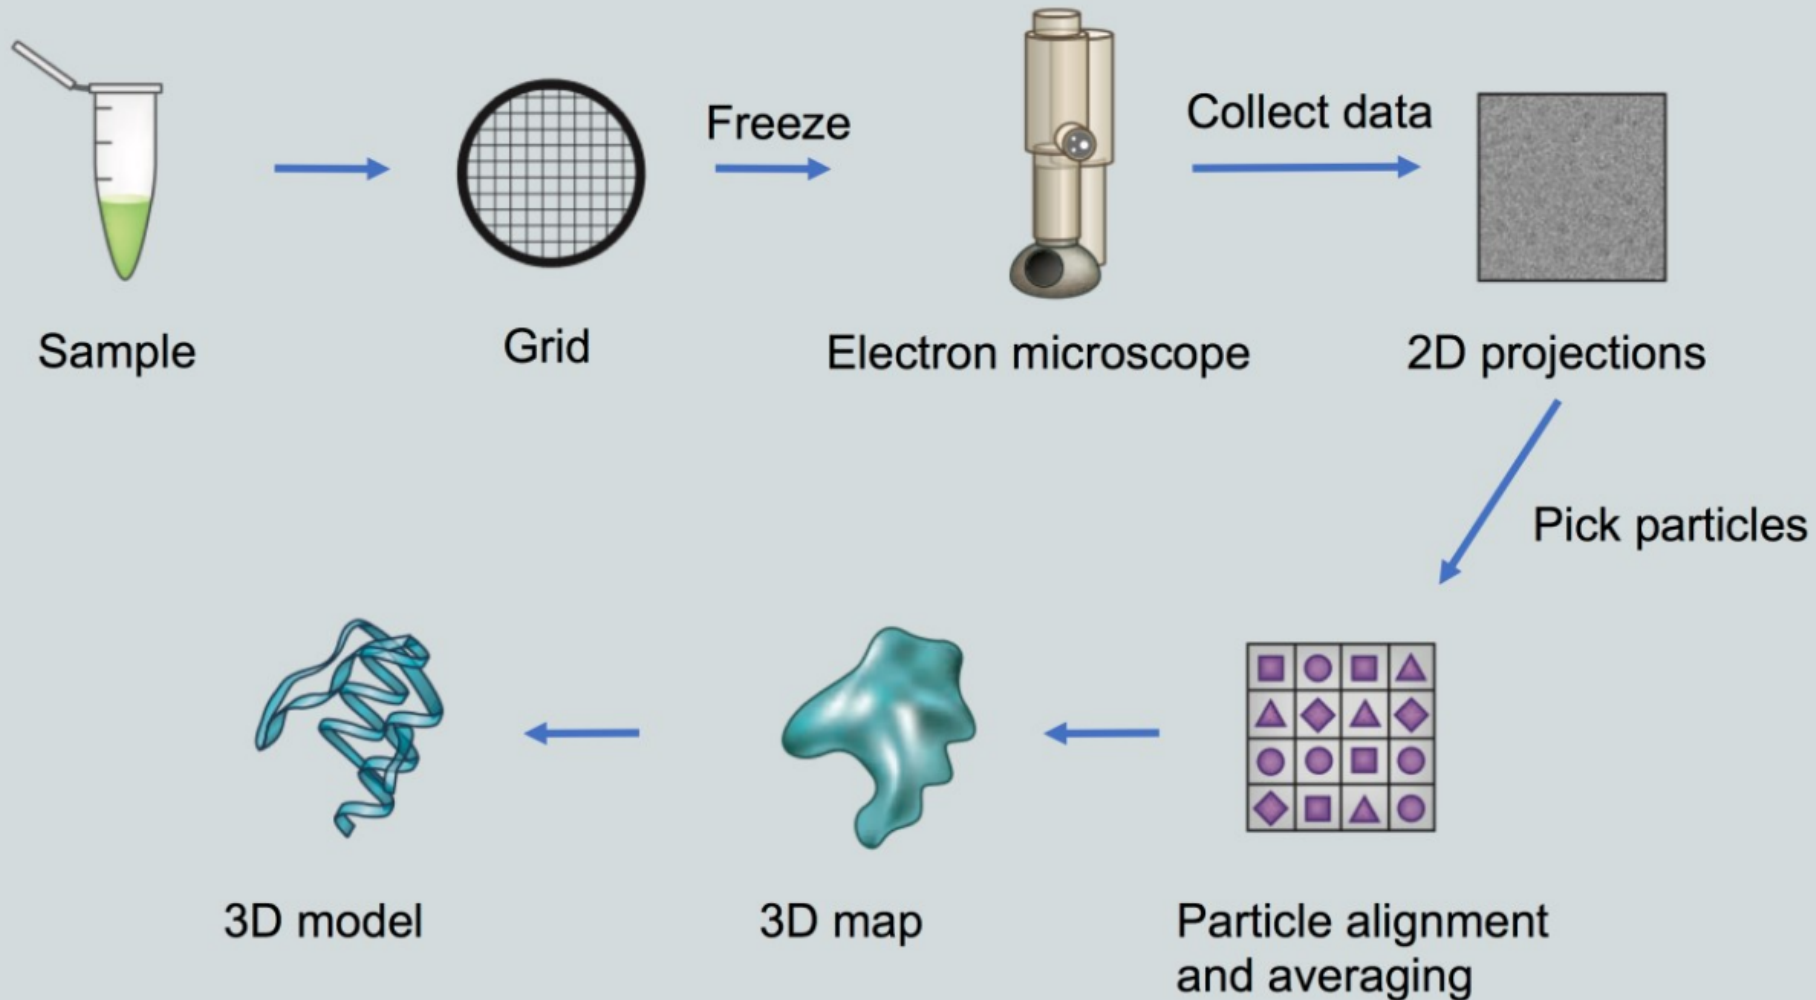 Freeze
Collect data
Sample
Grid
Electron microscope
2D projections
Pick particles
3D model
3D map
Particle alignment
and averaging